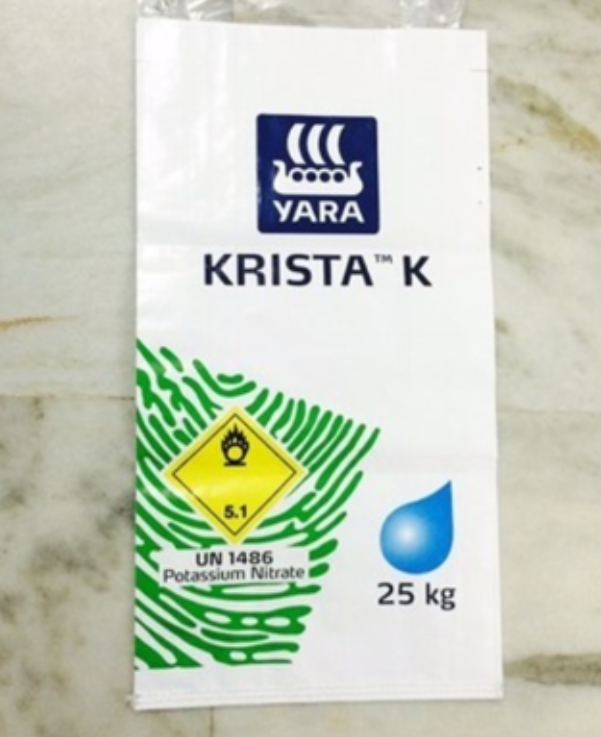 YARA
KRISTA™ K
5.1
UN 1486
Potassium Nitrate
25 kg